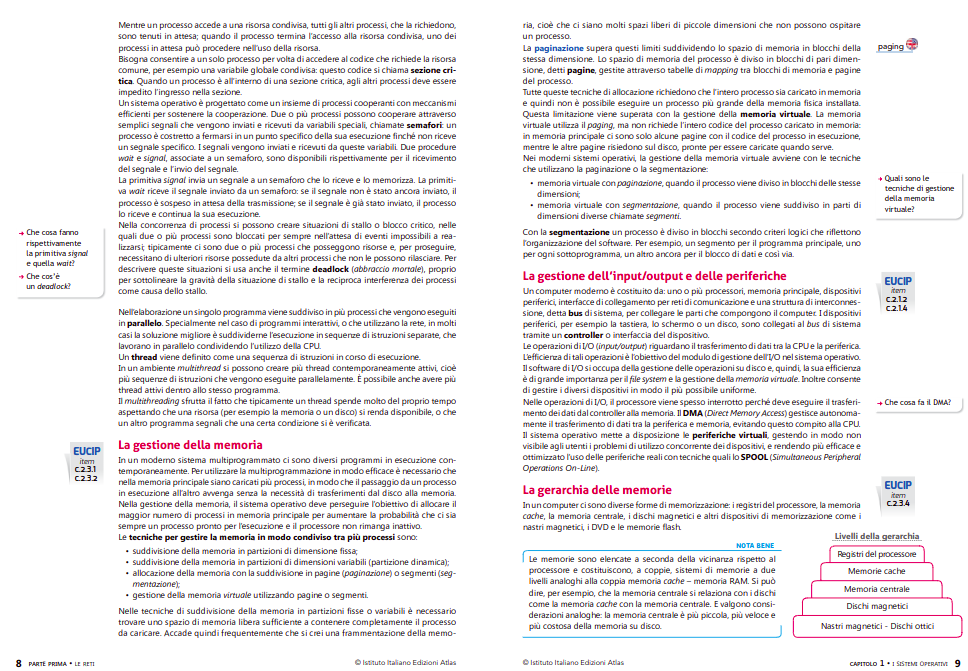 Mentre un processo accede a una risorsa condivisa, tutti gli altri processi, che la richiedono,
sono tenuti in attesa; quando il processo termina l'accesso alla risorsa condivisa, uno dei
processi in attesa può procedere nell'uso della risorsa.
Bisogna consentire a un solo processo per volta di accedere al codice che richiede la risorsa
comune, per esempio una variabile globale condivisa: questo codice si chiama sezione cri-
tica. Quando un processo è all'interno di una sezione critica, agli altri processi deve essere
impedito l'ingresso nella sezione.
Un sistema operativo è progettato come un insieme di processi cooperanti con meccanismi
efficienti per sostenere la cooperazione. Due o più processi possono cooperare attraverso
semplici segnali che vengono inviati e ricevuti da variabili speciali, chiamate semafori: un
processo è costretto a fermarsi in un punto specifico della sua esecuzione finché non riceve
un segnale specifico. I segnali vengono inviati e ricevuti da queste variabili. Due procedure
wait e signal, associate a un semaforo, sono disponibili rispettivamente per il ricevimento
del segnale e l'invio del segnale.
La primitiva signal invia un segnale a un semaforo che lo riceve e lo memorizza. La primiti-
va wait riceve il segnale inviato da un semaforo: se il segnale non è stato ancora inviato, il
processo è sospeso in attesa della trasmissione; se il segnale è già stato inviato, il processo
lo riceve e continua la sua esecuzione.
Nella concorrenza di processi si possono creare situazioni di stallo o blocco critico, nelle
quali due o più processi sono bloccati per sempre nell'attesa di eventi impossibili a rea-
lizzarsi; tipicamente ci sono due o più processi che posseggono risorse e, per proseguire,
necessitano di ulteriori risorse possedute da altri processi che non le possono rilasciare. Per
descrivere queste situazioni si usa anche il termine deadlock (abbraccio mortale), proprio
per sottolineare la gravità della situazione di stallo e la reciproca interferenza dei processi
come causa dello stallo.
➔ Che cosa fanno
rispettivamente
la primitiva signal
e quella wait?
➔ Che cos'è
un deadlock?
Nell'elaborazione un singolo programma viene suddiviso in più processi che vengono eseguiti
in parallelo. Specialmente nel caso di programmi interattivi, o che utilizzano la rete, in molti
casi la soluzione migliore è suddividerne l'esecuzione in sequenze di istruzioni separate, che
lavorano in parallelo condividendo l'utilizzo della CPU.
Un thread viene definito come una sequenza di istruzioni in corso di esecuzione.
In un ambiente multithread si possono creare più thread contemporaneamente attivi, cioè
più sequenze di istruzioni che vengono eseguite parallelamente. È possibile anche avere più
thread attivi dentro allo stesso programma.
Il multithreading sfrutta il fatto che tipicamente un thread spende molto del proprio tempo
aspettando che una risorsa (per esempio la memoria o un disco) si renda disponibile, o che
un altro programma segnali che una certa condizione si è verificata.
La gestione della memoria
EUCIP
item
C.2.3.1
C.2.3.2
In un moderno sistema multiprogrammato ci sono diversi programmi in esecuzione con-
temporaneamente. Per utilizzare la multiprogrammazione in modo efficace è necessario che
nella memoria principale siano caricati più processi, in modo che il passaggio da un processo
in esecuzione all'altro avvenga senza la necessità di trasferimenti dal disco alla memoria.
Nella gestione della memoria, il sistema operativo deve perseguire l'obiettivo di allocare il
maggior numero di processi in memoria principale per aumentare la probabilità che ci sia
sempre un processo pronto per l'esecuzione e il processore non rimanga inattivo.
Le tecniche per gestire la memoria in modo condiviso tra più processi sono:
• suddivisione della memoria in partizioni di dimensione fissa;
• suddivisione della memoria in partizioni di dimensioni variabili (partizione dinamica);
• allocazione della memoria con la suddivisione in pagine (paginazione) o segmenti (seg-
mentazione);
• gestione della memoria virtuale utilizzando pagine o segmenti.
Nelle tecniche di suddivisione della memoria in partizioni fisse o variabili è necessario
trovare uno spazio di memoria libera sufficiente a contenere completamente il processo
da caricare. Accade quindi frequentemente che si crei una frammentazione della memo-
8 PARTE PRIMA • LE RETI
© Istituto Italiano Edizioni Atlas
ria, cioè che ci siano molti spazi liberi di piccole dimensioni che non possono ospitare
un processo.
La paginazione supera questi limiti suddividendo lo spazio di memoria in blocchi della
stessa dimensione. Lo spazio di memoria del processo è diviso in blocchi di pari dimen-
sione, detti pagine, gestite attraverso tabelle di mapping tra blocchi di memoria e pagine
del processo.
paging
Tutte queste tecniche di allocazione richiedono che l'intero processo sia caricato in memoria
e quindi non è possibile eseguire un processo più grande della memoria fisica installata.
Questa limitazione viene superata con la gestione della memoria virtuale. La memoria
virtuale utilizza il paging, ma non richiede l'intero codice del processo caricato in memoria:
in memoria principale ci sono solo alcune pagine con il codice del processo in esecuzione,
mentre le altre pagine risiedono sul disco, pronte per essere caricate quando serve.
Nei moderni sistemi operativi, la gestione della memoria virtuale avviene con le tecniche
che utilizzano la paginazione o la segmentazione:
• memoria virtuale con paginazione, quando il processo viene diviso in blocchi delle stesse
dimensioni;
• memoria virtuale con segmentazione, quando il processo viene suddiviso in parti di
dimensioni diverse chiamate segmenti.
➔ Quali sono le
tecniche di gestione
della memoria
virtuale?
Con la segmentazione un processo è diviso in blocchi secondo criteri logici che riflettono
l'organizzazione del software. Per esempio, un segmento per il programma principale, uno
per ogni sottoprogramma, un altro ancora per il blocco di dati e così via.
La gestione dell'input/output e delle periferiche
EUCIP
item
C.2.1.2
C.2.1.4
Un computer moderno è costituito da: uno o più processori, memoria principale, dispositivi
periferici, interfacce di collegamento per reti di comunicazione e una struttura di interconnes-
sione, detta bus di sistema, per collegare le parti che compongono il computer. I dispositivi
periferici, per esempio la tastiera, lo schermo o un disco, sono collegati al bus di sistema
tramite un controller o interfaccia del dispositivo.
Le operazioni di I/O (input/output) riguardano il trasferimento di dati tra la CPU e la periferica.
L'efficienza di tali operazioni è l'obiettivo del modulo di gestione dell'I/O nel sistema operativo.
Il software di I/O si occupa della gestione delle operazioni su disco e, quindi, la sua efficienza
è di grande importanza per il file system e la gestione della memoria virtuale. Inoltre consente
di gestire i diversi dispositivi in modo il più possibile uniforme.
Nelle operazioni di I/O, il processore viene spesso interrotto perché deve eseguire il trasferi-
mento dei dati dal controller alla memoria. Il DMA (Direct Memory Access) gestisce autonoma-
mente il trasferimento di dati tra la periferica e memoria, evitando questo compito alla CPU.
Il sistema operativo mette a disposizione le periferiche virtuali, gestendo in modo non
visibile agli utenti i problemi di utilizzo concorrente dei dispositivi, e rendendo più efficace e
ottimizzato l'uso delle periferiche reali con tecniche quali lo SPOOL (Simultaneous Peripheral
Operations On-Line).
➔ Che cosa fa il DMA?
La gerarchia delle memorie
EUCIP
item
C.2.3.4
In un computer ci sono diverse forme di memorizzazione: i registri del processore, la memoria
cache, la memoria centrale, i dischi magnetici e altri dispositivi di memorizzazione come i
nastri magnetici, i DVD e le memorie flash.
NOTA BENE
Le memorie sono elencate a seconda della vicinanza rispetto al
processore e costituiscono, a coppie, sistemi di memorie a due
livelli analoghi alla coppia memoria cache – memoria RAM. Si può
dire, per esempio, che la memoria centrale si relaziona con i dischi
come la memoria cache con la memoria centrale. E valgono consi-
derazioni analoghe: la memoria centrale è più piccola, più veloce e
più costosa della memoria su disco.
Livelli della gerarchia
Registri del processore
Memorie cache
Memoria centrale
Dischi magnetici
Nastri magnetici - Dischi ottici
© Istituto Italiano Edizioni Atlas
CAPITOLO 1 • I SISTEMI OPERATIVI 9